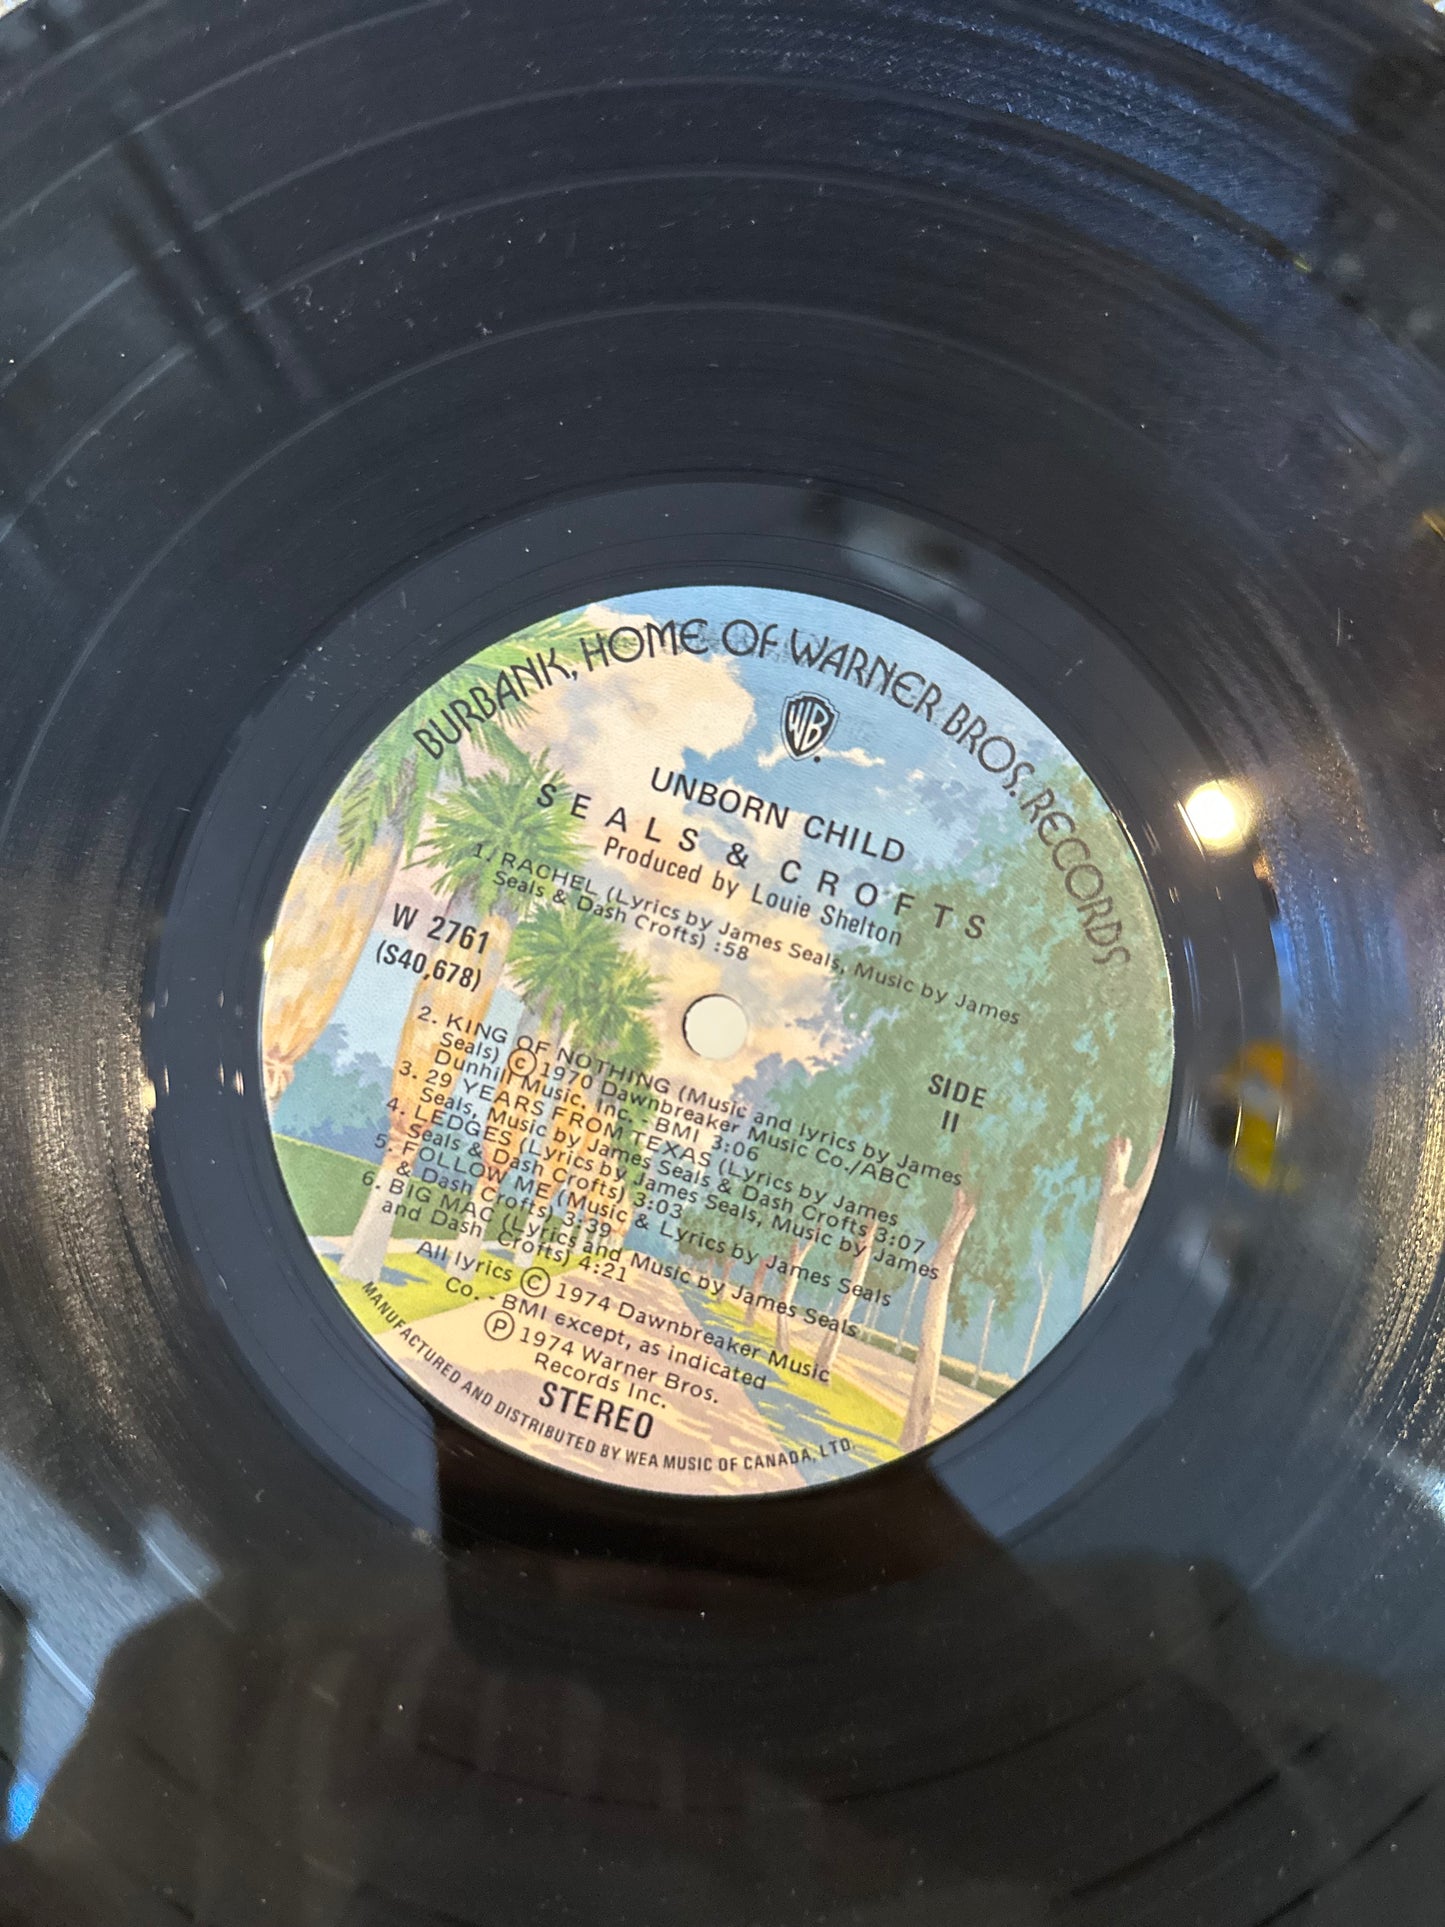 BURBANK, HOME OF WARNER BROS. RECORDS
WB
UNBORN CHILD
SEALS & CROFTS
Produced by Louie Shelton
1. RACHEL (Lyrics by James Seals, Music by James
Seals & Dash Crofts) :58
W 2761
(S40,678)
SIDE
II
2. KING OF NOTHING (Music and lyrics by James
Seals) © 1970 Dawnbreaker Music Co./ABC
Dunhill Music, Inc. - BMI 3:06
3. 29 YEARS FROM TEXAS (Lyrics by James
Seals, Music by James Seals & Dash Crofts 3:07
4. LEDGES (Lyrics by James Seals, Music by James
Seals & Dash Crofts) 3:03
5. FOLLOW ME (Music & Lyrics by James Seals
& Dash Crofts) 3:39
6. BIG MAC (Lyrics and Music by James Seals
and Dash Crofts) 4:21
All lyrics © 1974 Dawnbreaker Music
Co. - BMI except, as indicated
℗ 1974 Warner Bros.
Records Inc.
STEREO
MANUFACTURED AND DISTRIBUTED BY WEA MUSIC OF CANADA, LTD.